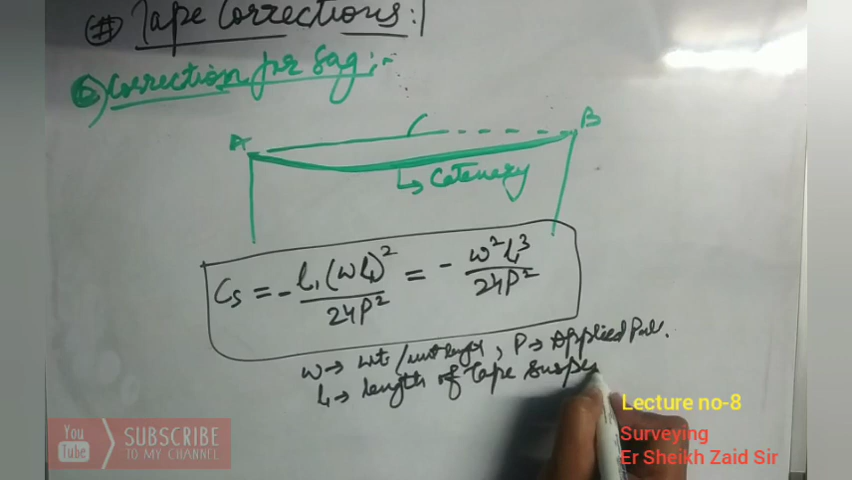 (#) Tape Corrections:|
6) Correction for Sag:-
A B
↳ Catenary
Cs = - l₁(wl₁)²/24P² = - w²l₁³/24P²
w → wt/unit length, P → Applied Pull.
l₁ → length of tape suspe
Lecture no-8
Surveying
Er Sheikh Zaid Sir
You Tube SUBSCRIBE
TO MY CHANNEL